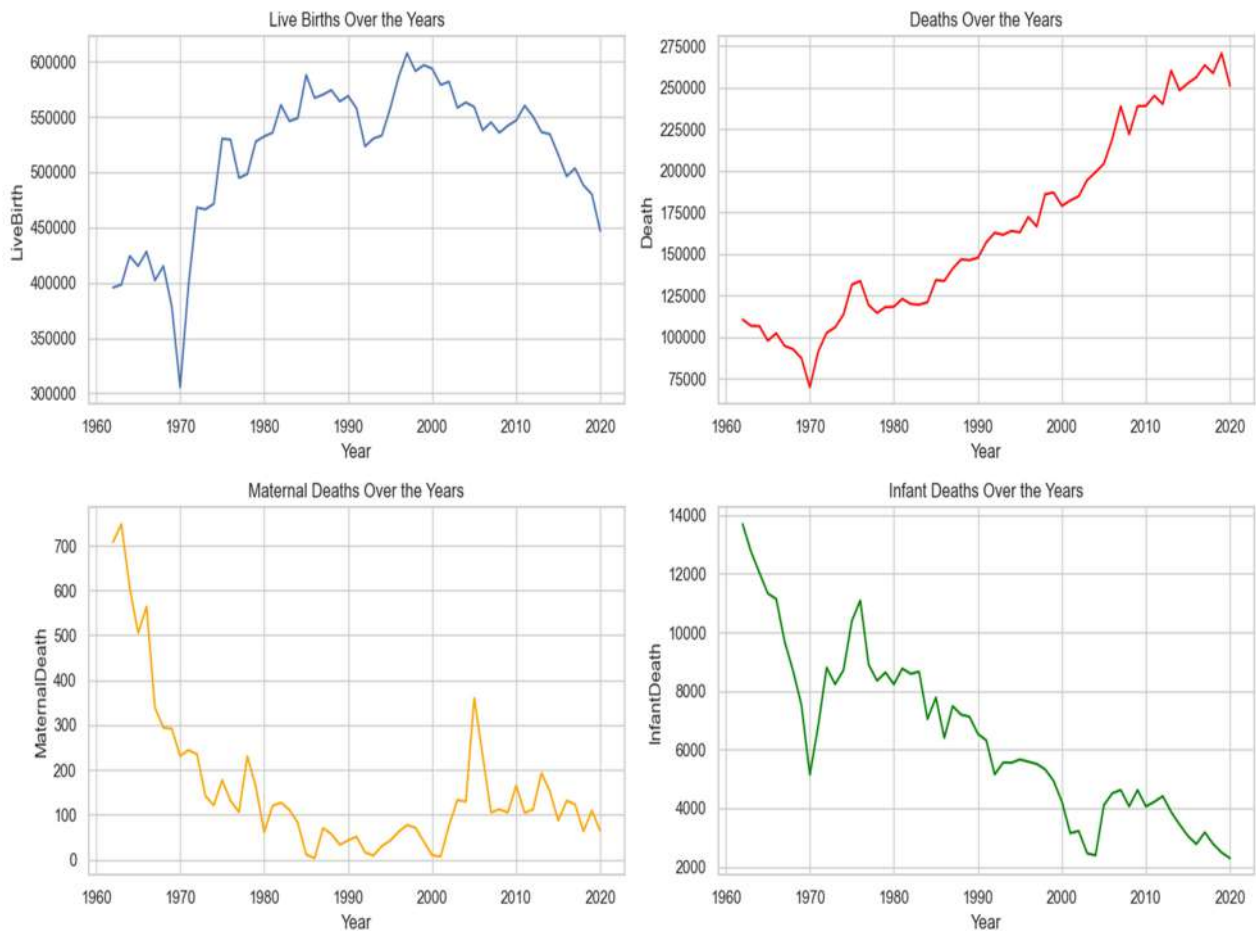 Live Births Over the Years
LiveBirth
600000
550000
500000
450000
400000
350000
300000
1960 1970 1980 1990 2000 2010 2020
Year
Deaths Over the Years
Death
275000
250000
225000
200000
175000
150000
125000
100000
75000
1960 1970 1980 1990 2000 2010 2020
Year
Maternal Deaths Over the Years
MaternalDeath
700
600
500
400
300
200
100
0
1960 1970 1980 1990 2000 2010 2020
Year
Infant Deaths Over the Years
InfantDeath
14000
12000
10000
8000
6000
4000
2000
1960 1970 1980 1990 2000 2010 2020
Year